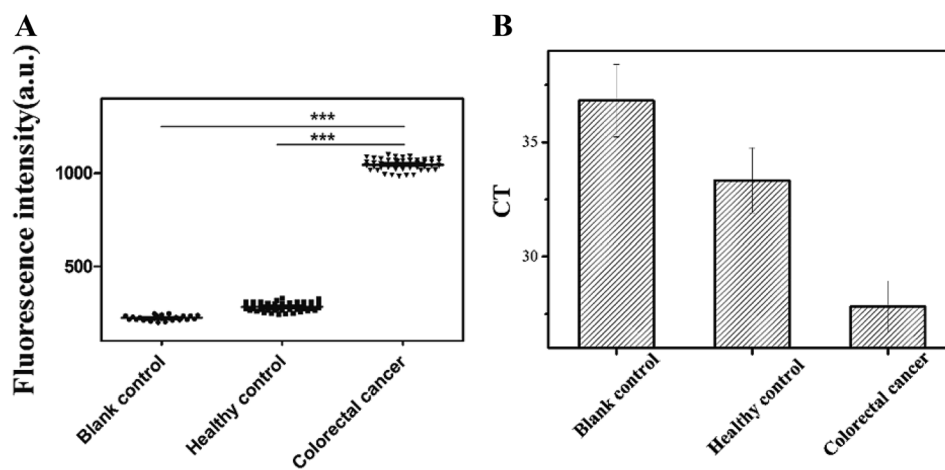 A
Fluorescence intensity(a.u.)
1000
500
***
***
Blank control
Healthy control
Colorectal cancer
B
CT
35
30
Blank control
Healthy control
Colorectal cancer